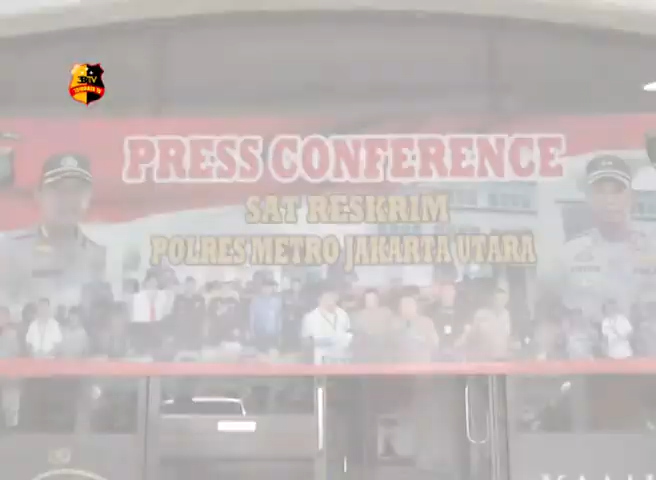 PRESS CONFERENCE
SAT RESKRIM
POLRES METRO JAKARTA UTARA